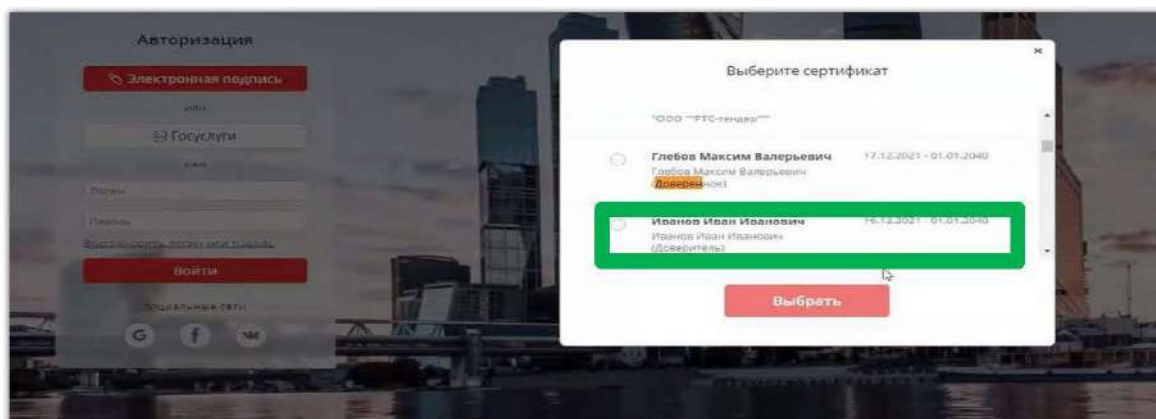 Авторизация
Электронная подпись
или
Госуслуги
или
Логин
Пароль
Восстановить логин или пароль
Войти
Социальные сети
G f
Выберите сертификат
"ООО ""РТС-тендер"""
Глебов Максим Валерьевич 17.12.2021 - 01.01.2040
Глебов Максим Валерьевич
(Доверенное)
Иванов Иван Иванович 16.12.2021 - 01.01.2040
Иванов Иван Иванович
(Доверитель)
Выбрать